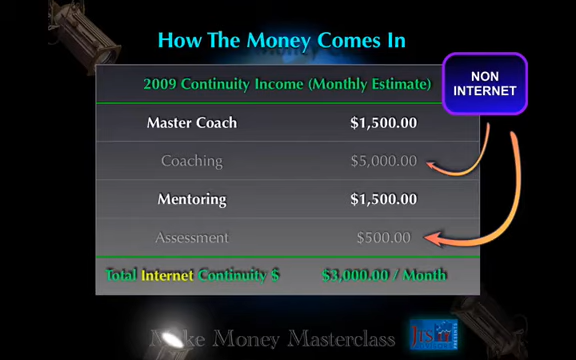 How The Money Comes In
NON
INTERNET
2009 Continuity Income (Monthly Estimate)
Master Coach $1,500.00
Coaching $5,000.00
Mentoring $1,500.00
Assessment $500.00
Total Internet Continuity $ $3,000.00 / Month
Make Money Masterclass
PRESENTS